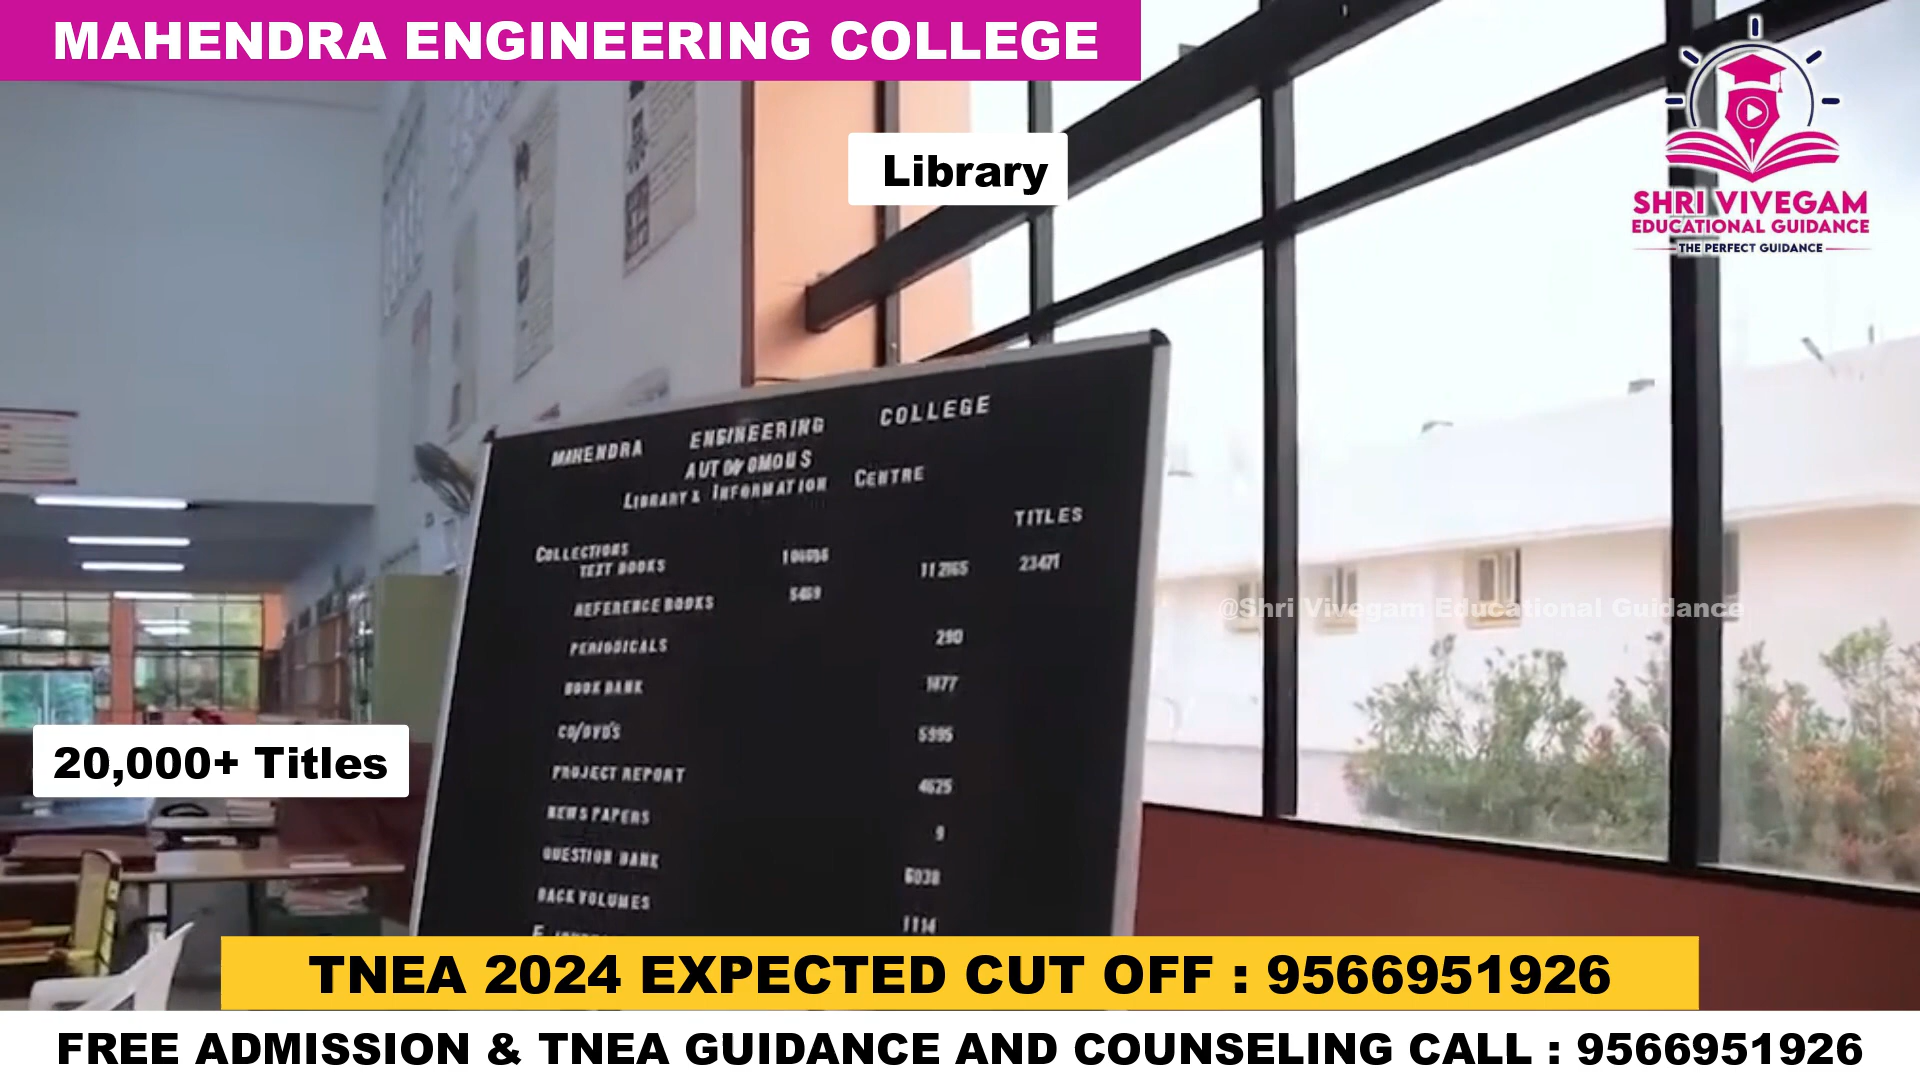 MAHENDRA ENGINEERING COLLEGE
Library
SHRI VIVEGAM
EDUCATIONAL GUIDANCE
THE PERFECT GUIDANCE
MAHENDRA ENGINEERING COLLEGE
AUTONOMOUS
LIBRARY & INFORMATION CENTRE
TITLES
COLLECTIONS
TEXT BOOKS 23471
REFERENCE BOOKS 5469
PERIODICALS 290
BOOK BANK 1877
CD/DVD'S 5995
PROJECT REPORT 4625
NEWS PAPERS 9
QUESTION BANK 6038
BACK VOLUMES 1114
@Shri Vivegam Educational Guidance
20,000+ Titles
TNEA 2024 EXPECTED CUT OFF : 9566951926
FREE ADMISSION & TNEA GUIDANCE AND COUNSELING CALL : 9566951926